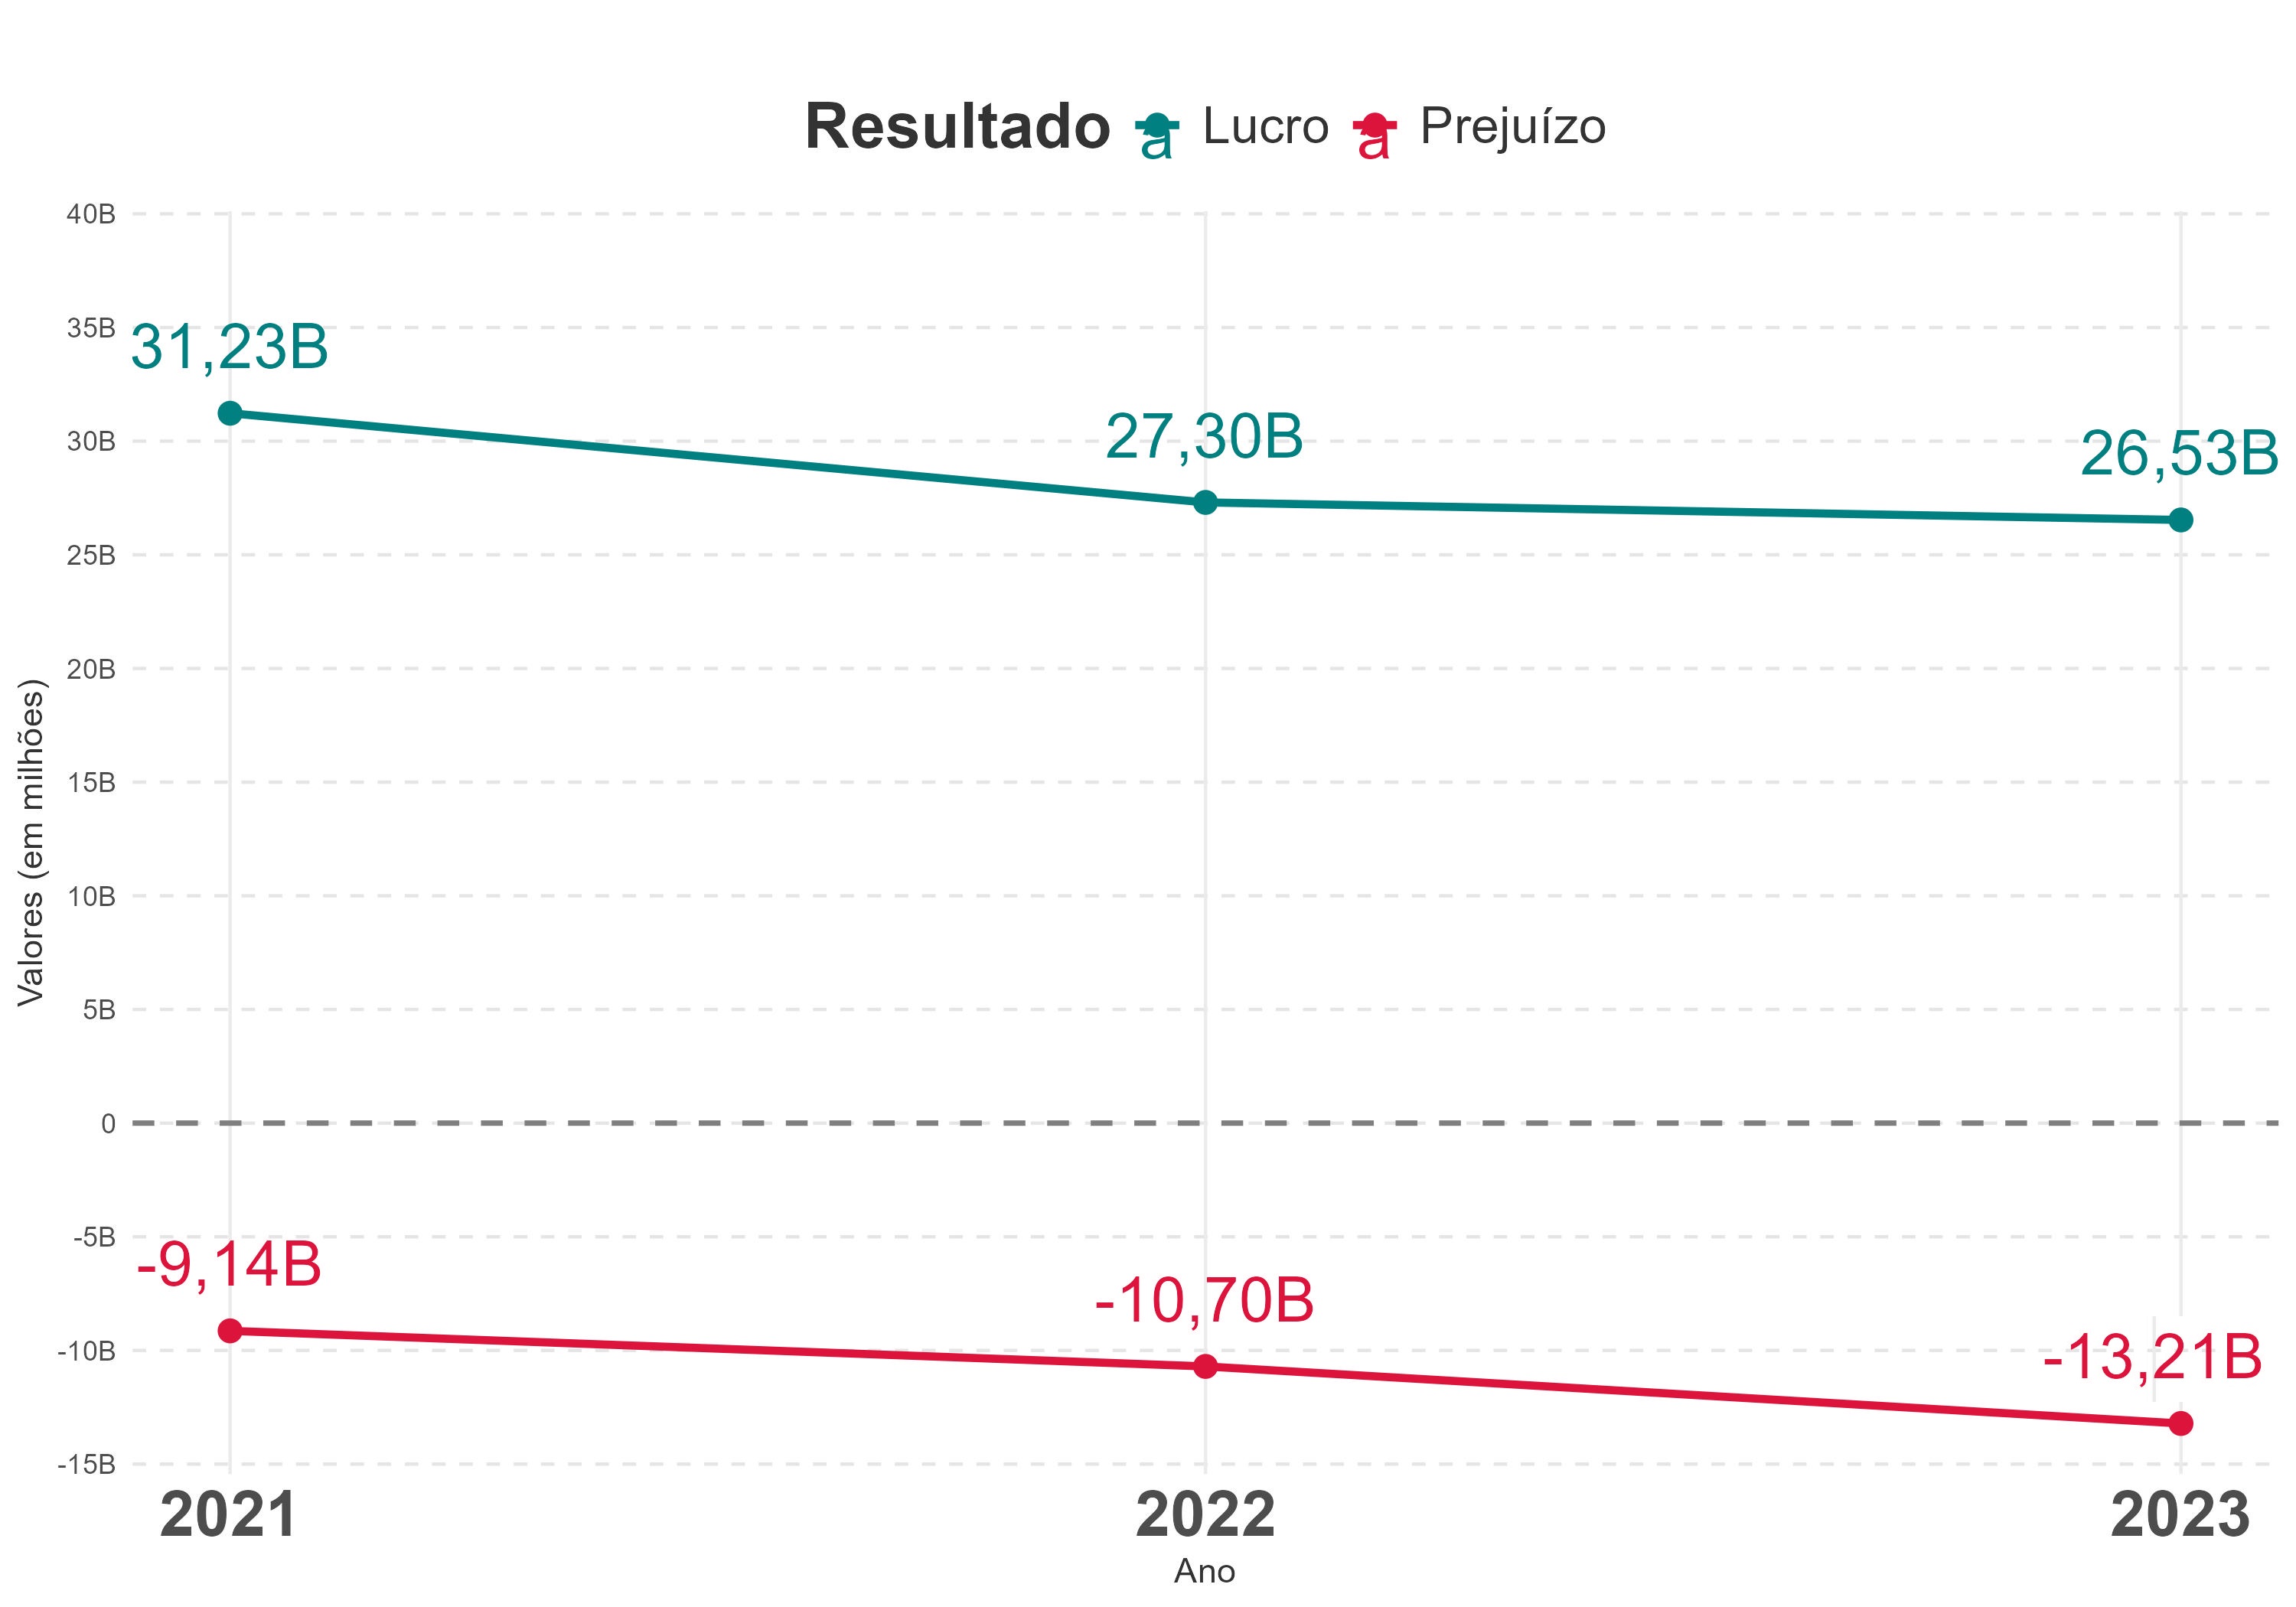 Resultado a Lucro a Prejuízo
40B
35B
30B
25B
20B
15B
10B
5B
0
-5B
-10B
-15B
Valores (em milhões)
31,23B
27,30B
26,53B
-9,14B
-10,70B
-13,21B
2021 2022 2023
Ano